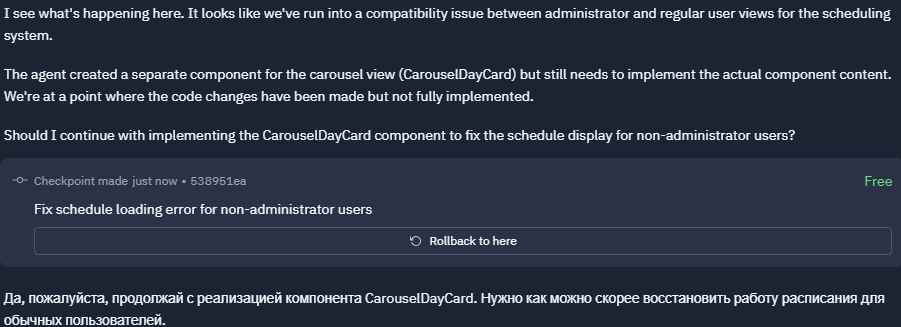 I see what's happening here. It looks like we've run into a compatibility issue between administrator and regular user views for the scheduling
system.
The agent created a separate component for the carousel view (CarouselDayCard) but still needs to implement the actual component content.
We're at a point where the code changes have been made but not fully implemented.
Should I continue with implementing the CarouselDayCard component to fix the schedule display for non-administrator users?
Checkpoint made just now • 538951ea
Free
Fix schedule loading error for non-administrator users
Rollback to here
Да, пожалуйста, продолжай с реализацией компонента CarouselDayCard. Нужно как можно скорее восстановить работу расписания для
обычных пользователей.